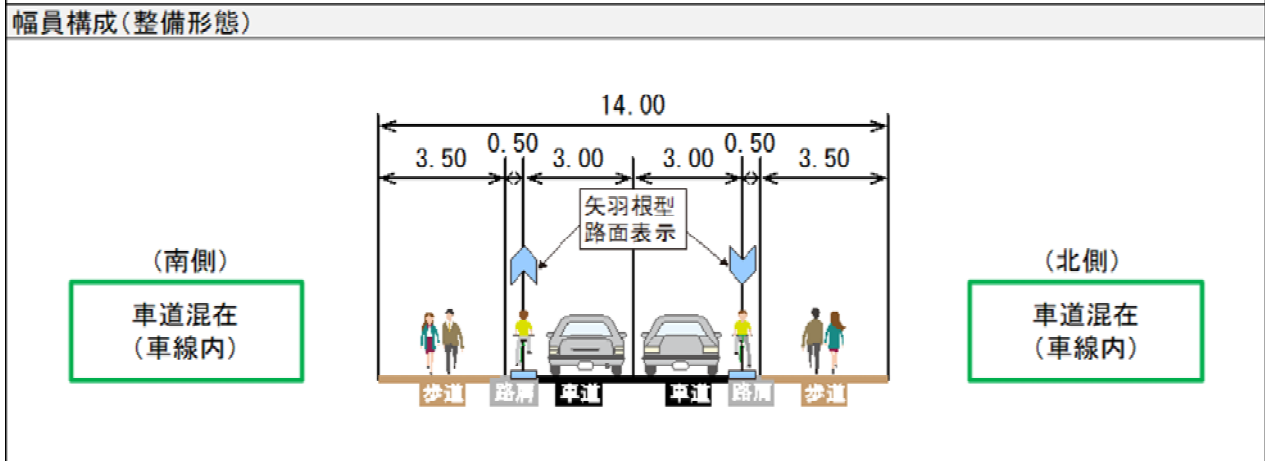 幅員構成(整備形態)
14.00
3.50 0.50 3.00 3.00 0.50 3.50
矢羽根型
路面表示
(南側)
車道混在
(車線内)
(北側)
車道混在
(車線内)
歩道 路肩 車道 車道 路肩 歩道